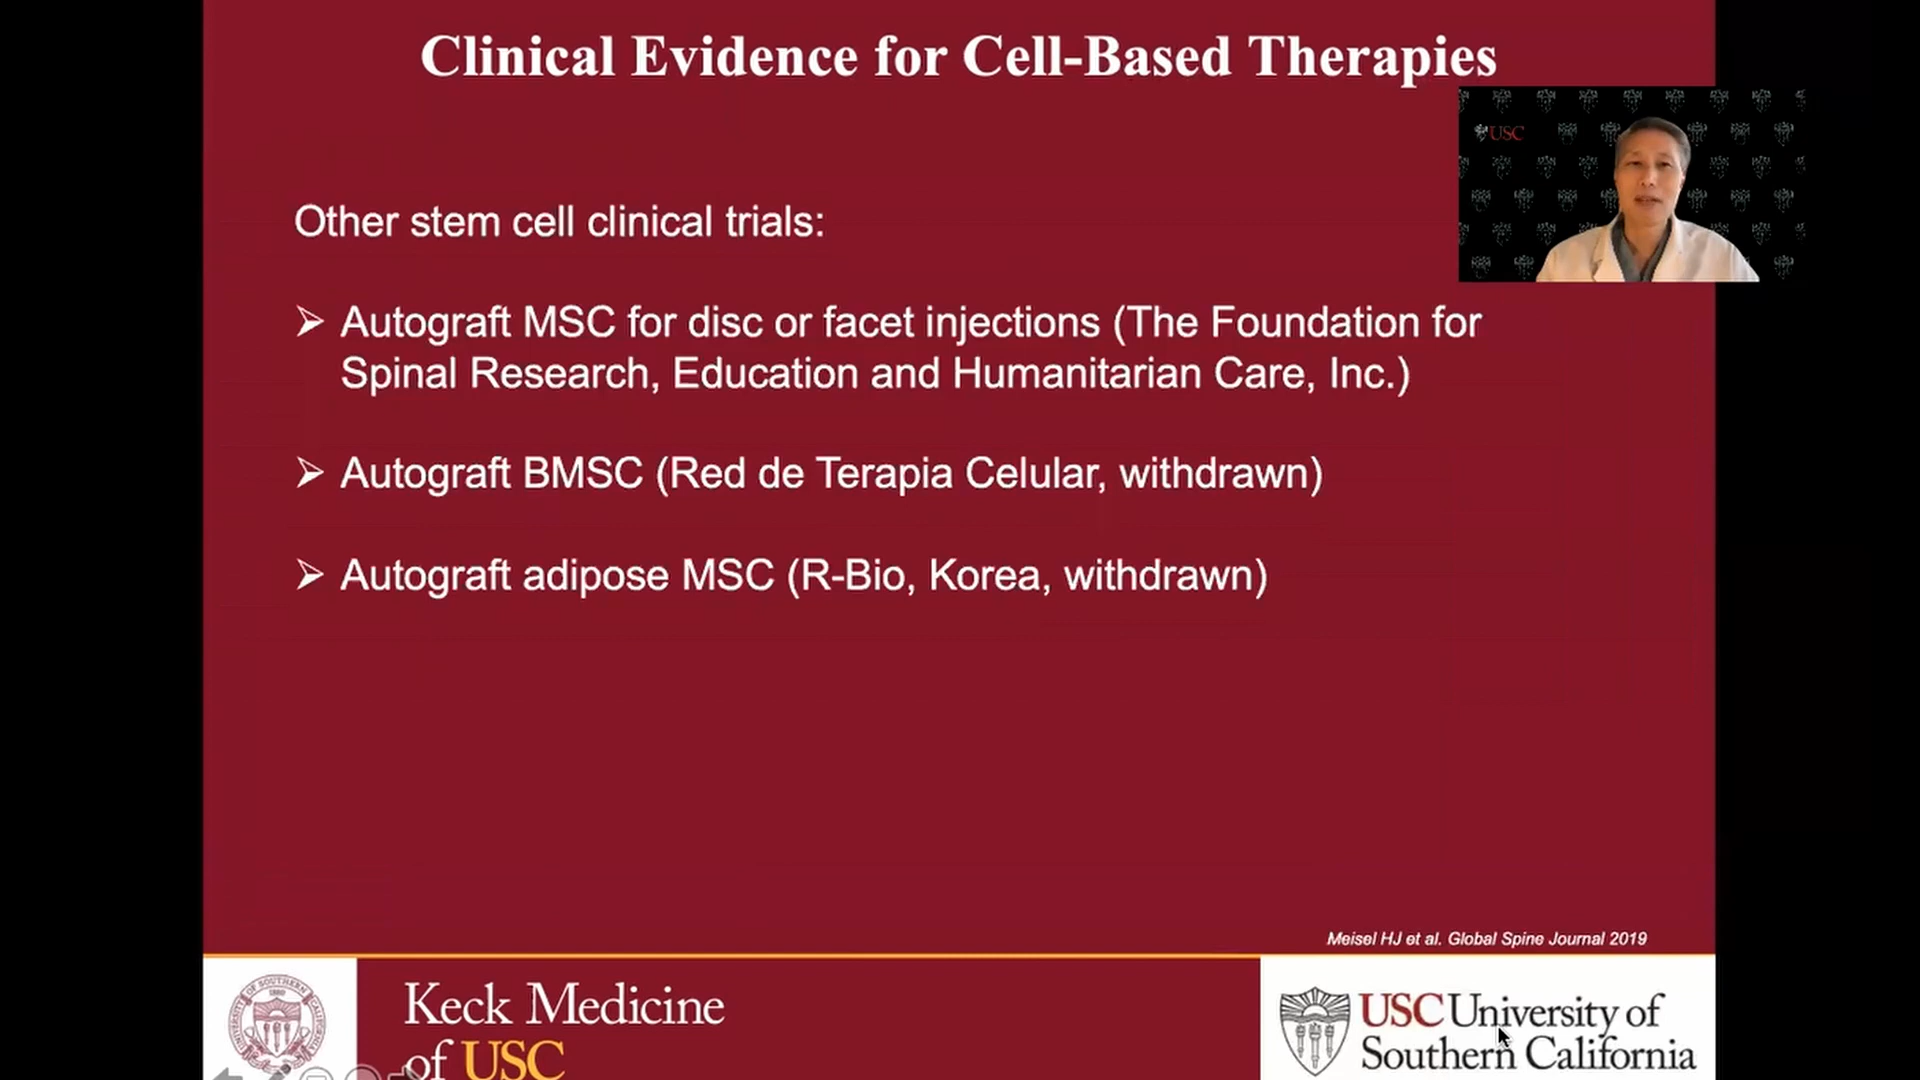 Clinical Evidence for Cell-Based Therapies
USC
Other stem cell clinical trials:
➢ Autograft MSC for disc or facet injections (The Foundation for
Spinal Research, Education and Humanitarian Care, Inc.)
➢ Autograft BMSC (Red de Terapia Celular, withdrawn)
➢ Autograft adipose MSC (R-Bio, Korea, withdrawn)
Meisel HJ et al. Global Spine Journal 2019
Keck Medicine
of USC
USC University of
Southern California